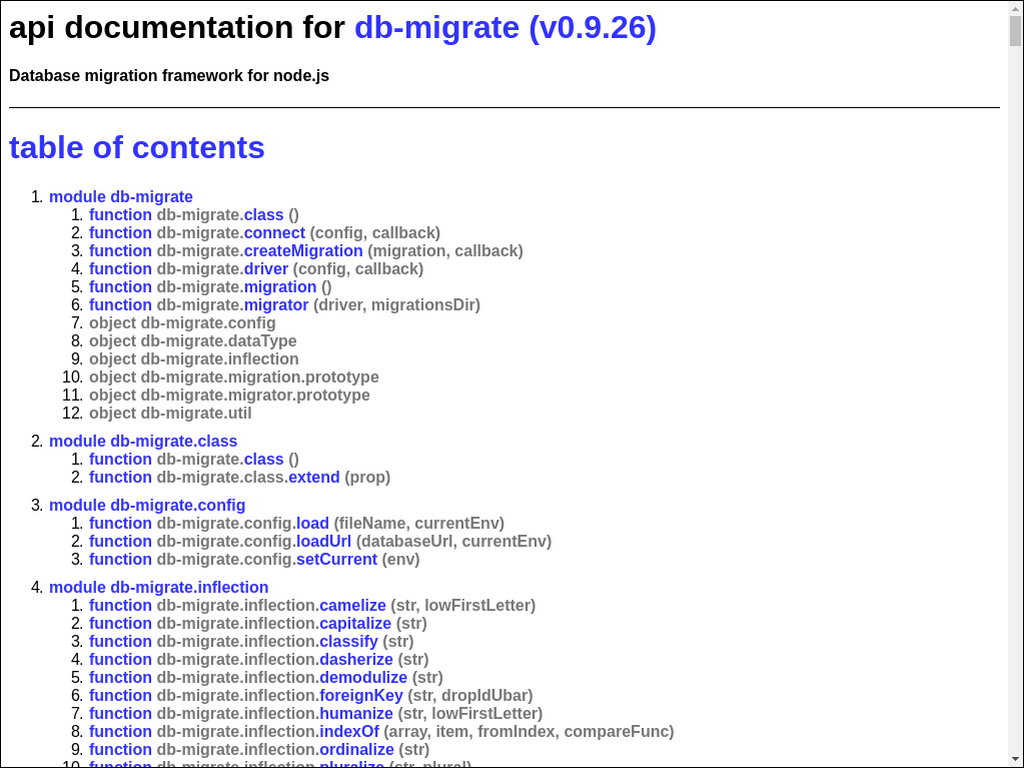 api documentation for db-migrate (v0.9.26)
Database migration framework for node.js
table of contents
1. module db-migrate
1. function db-migrate.class ()
2. function db-migrate.connect (config, callback)
3. function db-migrate.createMigration (migration, callback)
4. function db-migrate.driver (config, callback)
5. function db-migrate.migration ()
6. function db-migrate.migrator (driver, migrationsDir)
7. object db-migrate.config
8. object db-migrate.dataType
9. object db-migrate.inflection
10. object db-migrate.migration.prototype
11. object db-migrate.migrator.prototype
12. object db-migrate.util
2. module db-migrate.class
1. function db-migrate.class ()
2. function db-migrate.class.extend (prop)
3. module db-migrate.config
1. function db-migrate.config.load (fileName, currentEnv)
2. function db-migrate.config.loadUrl (databaseUrl, currentEnv)
3. function db-migrate.config.setCurrent (env)
4. module db-migrate.inflection
1. function db-migrate.inflection.camelize (str, lowFirstLetter)
2. function db-migrate.inflection.capitalize (str)
3. function db-migrate.inflection.classify (str)
4. function db-migrate.inflection.dasherize (str)
5. function db-migrate.inflection.demodulize (str)
6. function db-migrate.inflection.foreignKey (str, dropIdUbar)
7. function db-migrate.inflection.humanize (str, lowFirstLetter)
8. function db-migrate.inflection.indexOf (array, item, fromIndex, compareFunc)
9. function db-migrate.inflection.ordinalize (str)
10. function db-migrate.inflection.pluralize (str, plural)